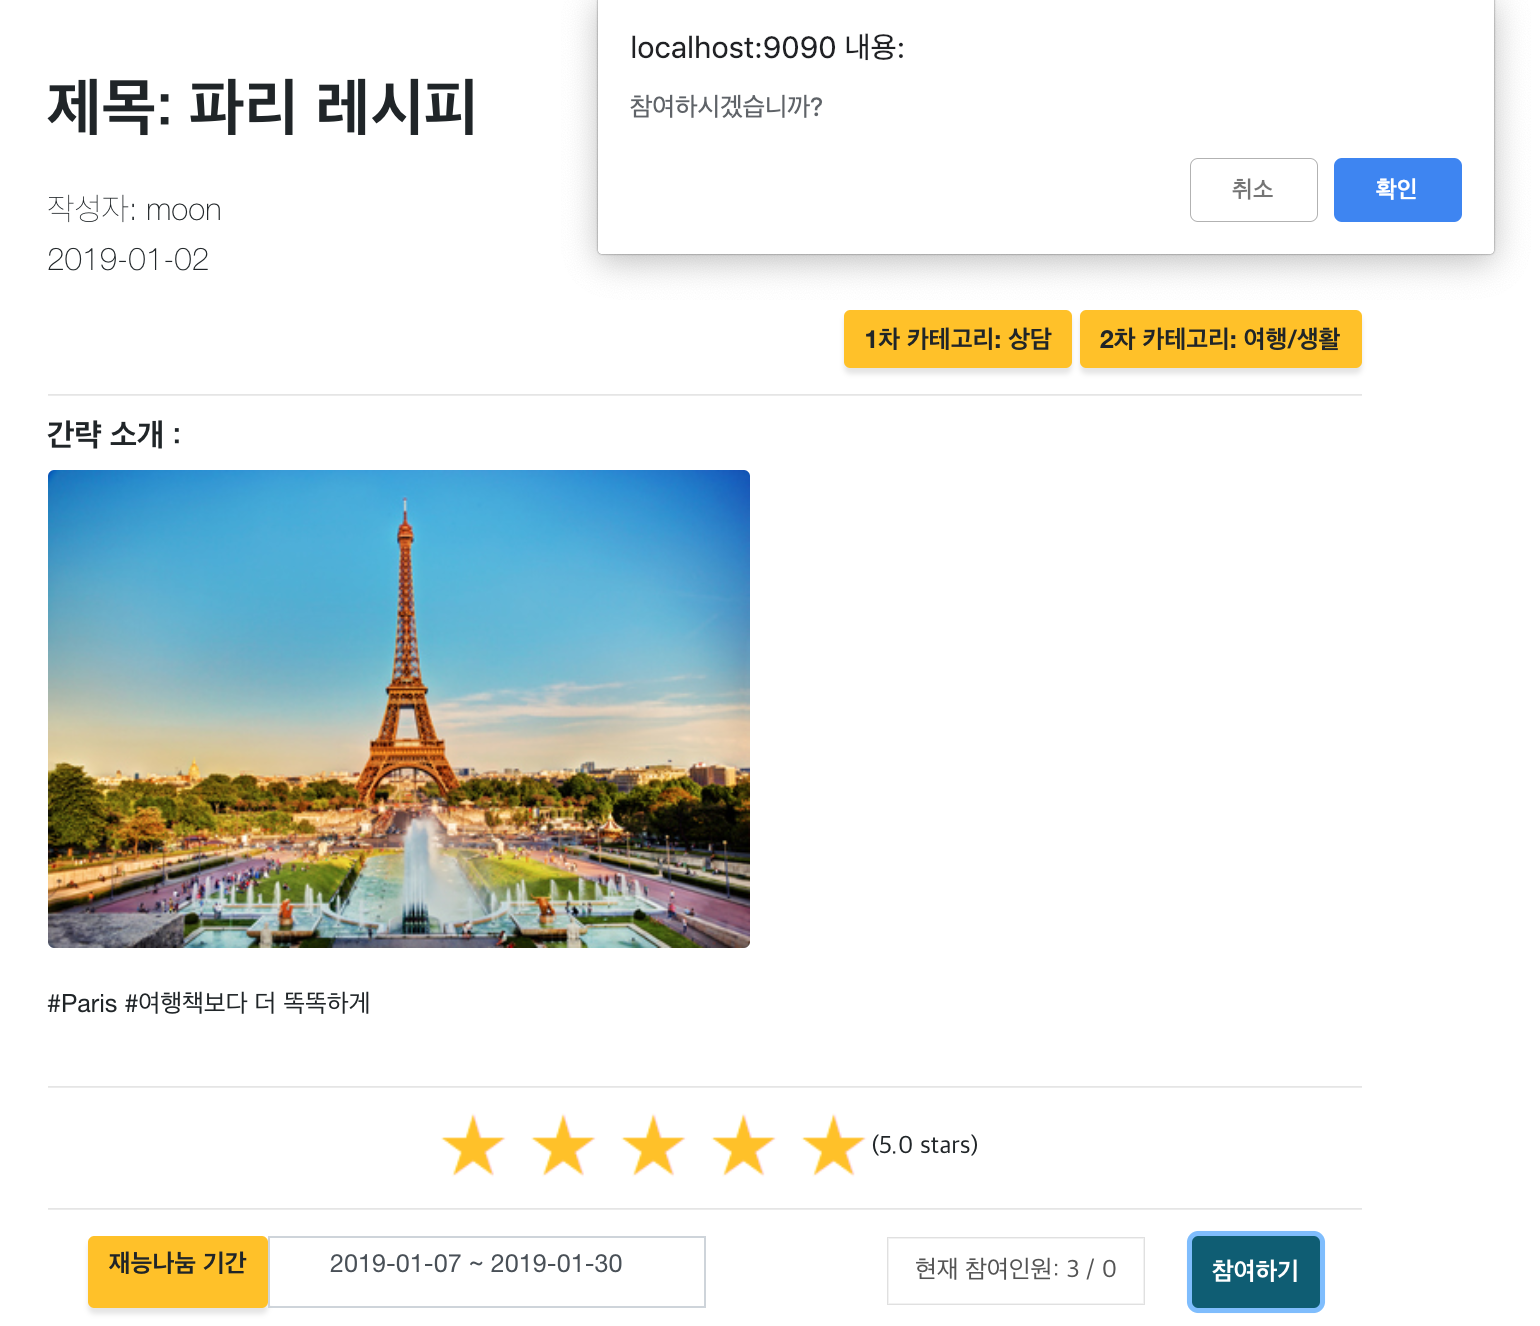 localhost:9090 내용:
참여하시겠습니까?
취소
확인
제목: 파리 레시피
작성자: moon
2019-01-02
1차 카테고리: 상담
2차 카테고리: 여행/생활
간략 소개 :
#Paris #여행책보다 더 똑똑하게
(5.0 stars)
재능나눔 기간
2019-01-07 ~ 2019-01-30
현재 참여인원: 3 / 0
참여하기